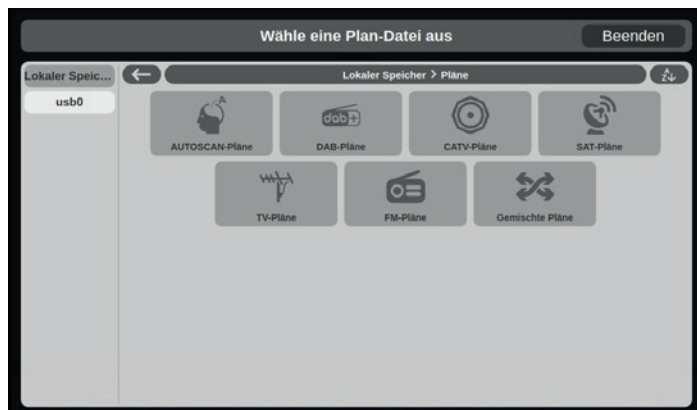 Wähle eine Plan-Datei aus
Beenden
Lokaler Speic...
usb0
Lokaler Speicher > Pläne
A
Z
A
dab+
AUTOSCAN-Pläne
DAB-Pläne
CATV-Pläne
SAT-Pläne
TV-Pläne
FM-Pläne
Gemischte Pläne